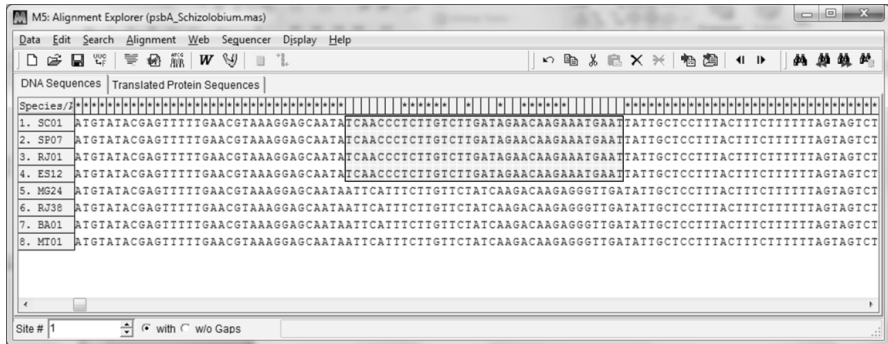 M5: Alignment Explorer (psbA_Schizolobium.mas)
Data Edit Search Alignment Web Sequencer Display Help
W
DNA Sequences Translated Protein Sequences
Species/
1. SC01 ATGTATACGAGTTTTTGAACGTAAAGGAGCAATATCAACCCTCTTGTCTTGATAGAACAAGAAATGAATTATTGCTCCTTTACTTTCTTTTTTAGTAGTCT
2. SP07 ATGTATACGAGTTTTTGAACGTAAAGGAGCAATATCAACCCTCTTGTCTTGATAGAACAAGAAATGAATTATTGCTCCTTTACTTTCTTTTTTAGTAGTCT
3. RJ01 ATGTATACGAGTTTTTGAACGTAAAGGAGCAATATCAACCCTCTTGTCTTGATAGAACAAGAAATGAATTATTGCTCCTTTACTTTCTTTTTTAGTAGTCT
4. ES12 ATGTATACGAGTTTTTGAACGTAAAGGAGCAATATCAACCCTCTTGTCTTGATAGAACAAGAAATGAATTATTGCTCCTTTACTTTCTTTTTTAGTAGTCT
5. MG24 ATGTATACGAGTTTTTGAACGTAAAGGAGCAATAATTCATTTCTTGTTCTATCAAGACAAGAGGGTTGATATTGCTCCTTTACTTTCTTTTTTAGTAGTCT
6. RJ38 ATGTATACGAGTTTTTGAACGTAAAGGAGCAATAATTCATTTCTTGTTCTATCAAGACAAGAGGGTTGATATTGCTCCTTTACTTTCTTTTTTAGTAGTCT
7. BA01 ATGTATACGAGTTTTTGAACGTAAAGGAGCAATAATTCATTTCTTGTTCTATCAAGACAAGAGGGTTGATATTGCTCCTTTACTTTCTTTTTTAGTAGTCT
8. MT01 ATGTATACGAGTTTTTGAACGTAAAGGAGCAATAATTCATTTCTTGTTCTATCAAGACAAGAGGGTTGATATTGCTCCTTTACTTTCTTTTTTAGTAGTCT
Site # 1 with w/o Gaps